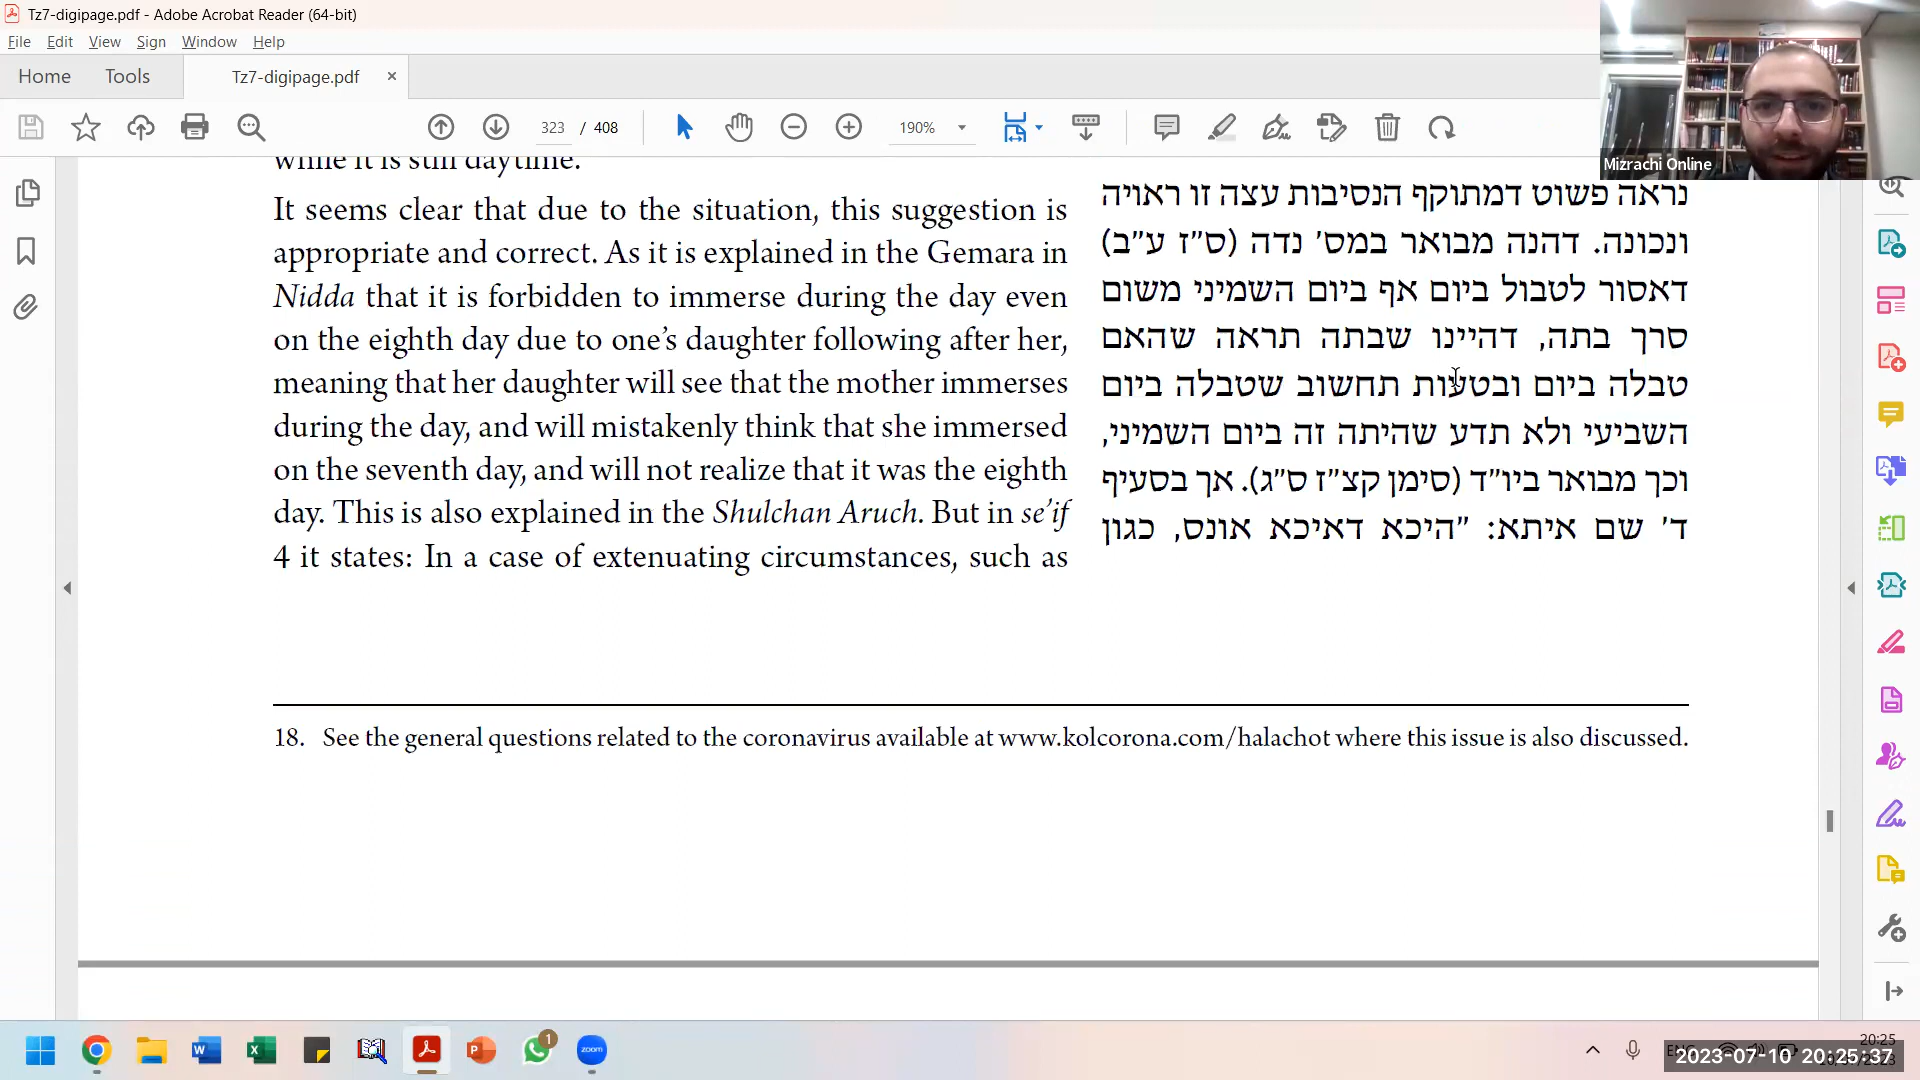 Tz7-digipage.pdf - Adobe Acrobat Reader (64-bit)
File Edit View Sign Window Help
Home Tools Tz7-digipage.pdf ×
323 / 408 190%
Mizrachi Online
while it is still daytime.
It seems clear that due to the situation, this suggestion is
appropriate and correct. As it is explained in the Gemara in
Nidda that it is forbidden to immerse during the day even
on the eighth day due to one’s daughter following after her,
meaning that her daughter will see that the mother immerses
during the day, and will mistakenly think that she immersed
on the seventh day, and will not realize that it was the eighth
day. This is also explained in the Shulchan Aruch. But in se’if
4 it states: In a case of extenuating circumstances, such as
נראה פשוט דמתוקף הנסיבות עצה זו ראויה
ונכונה. דהנה מבואר במס’ נדה (ס”ז ע”ב)
דאסור לטבול ביום אף ביום השמיני משום
סרך בתה, דהיינו שבתה תראה שהאם
טבלה ביום ובטעות תחשוב שטבלה ביום
השביעי ולא תדע שהיתה זה ביום השמיני,
וכך מבואר ביו”ד (סימן קצ”ז ס”ג). אך בסעיף
ד’ שם איתא: ”היכא דאיכא אונס, כגון
18. See the general questions related to the coronavirus available at www.kolcorona.com/halachot where this issue is also discussed.
1
zoom
20:25
2023-07-10 20:25:37